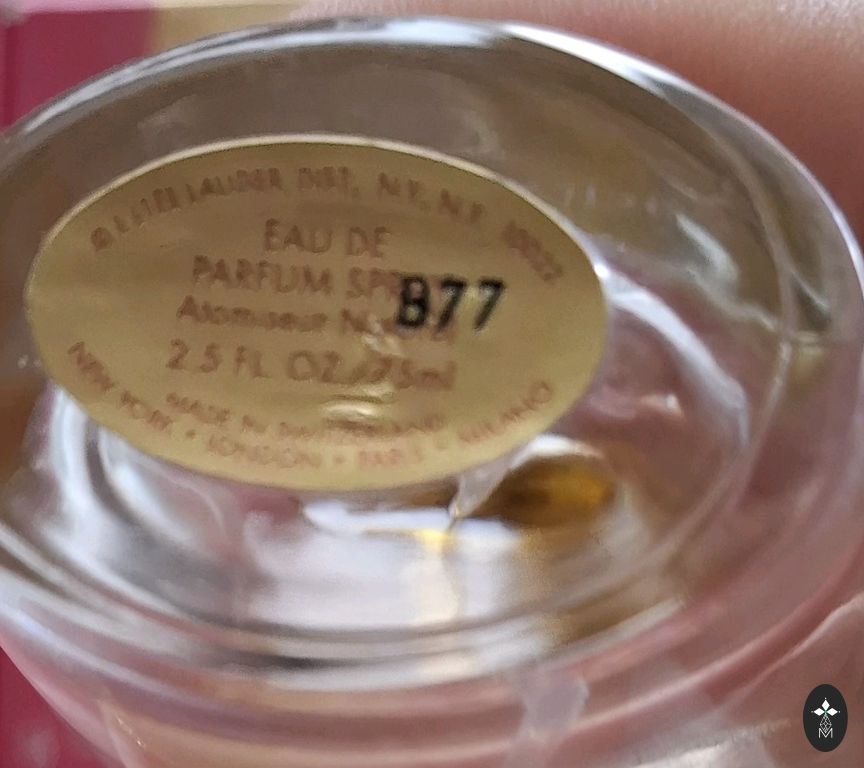 © ESTEE LAUDER DIST, N.Y., N.Y. 10022
EAU DE
PARFUM
B77
Atomiseur
2.5 FL OZ/75ml
MADE IN SWITZERLAND
NEW YORK • LONDON • PARIS • MILANO
M